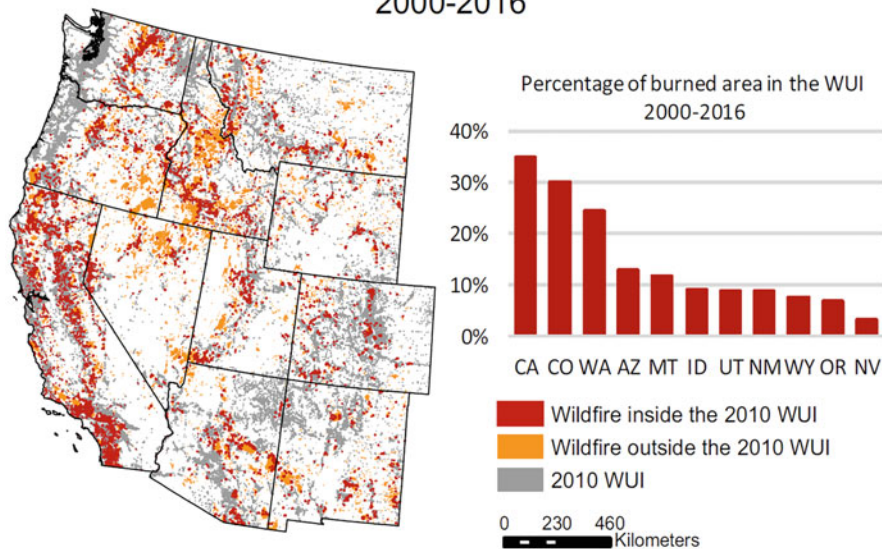 2000-2016
Percentage of burned area in the WUI
2000-2016
40%
30%
20%
10%
0%
CA CO WA AZ MT ID UT NM WY OR NV
Wildfire inside the 2010 WUI
Wildfire outside the 2010 WUI
2010 WUI
0 230 460
Kilometers